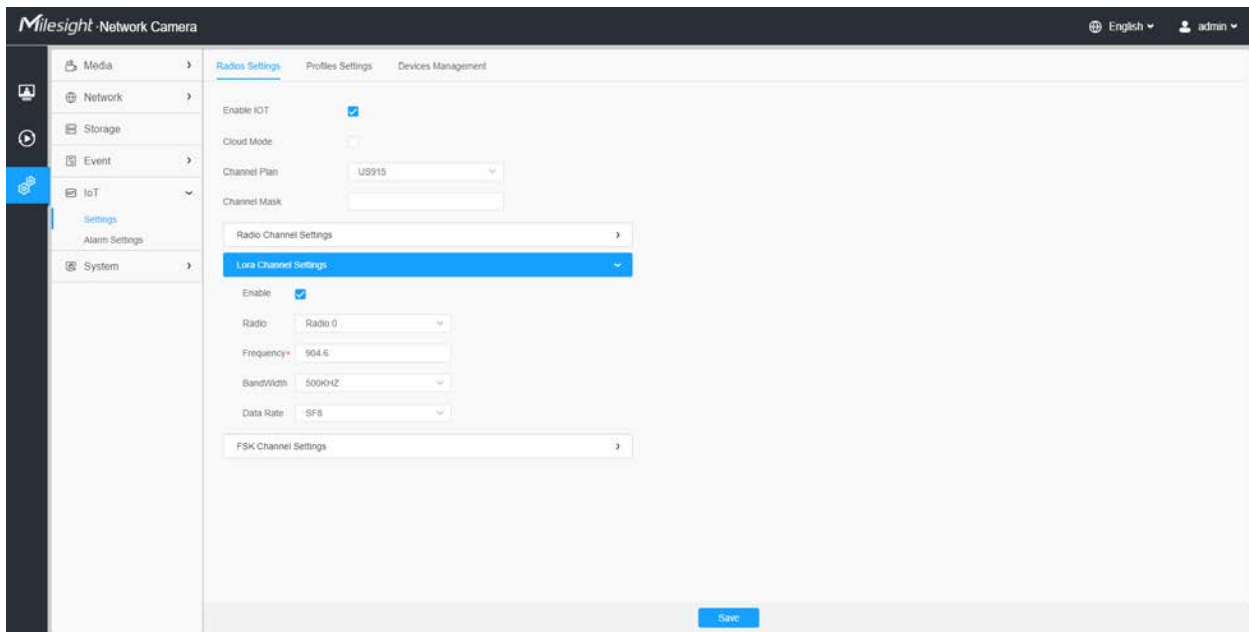 Milesight · Network Camera
English
admin
Media
Network
Storage
Event
IoT
Settings
Alarm Settings
System
Radios Settings Profiles Settings Devices Management
Enable IOT
Cloud Mode
Channel Plan US915
Channel Mask
Radio Channel Settings
Lora Channel Settings
Enable
Radio Radio 0
Frequency* 904.6
BandWidth 500KHZ
Data Rate SF8
FSK Channel Settings
Save